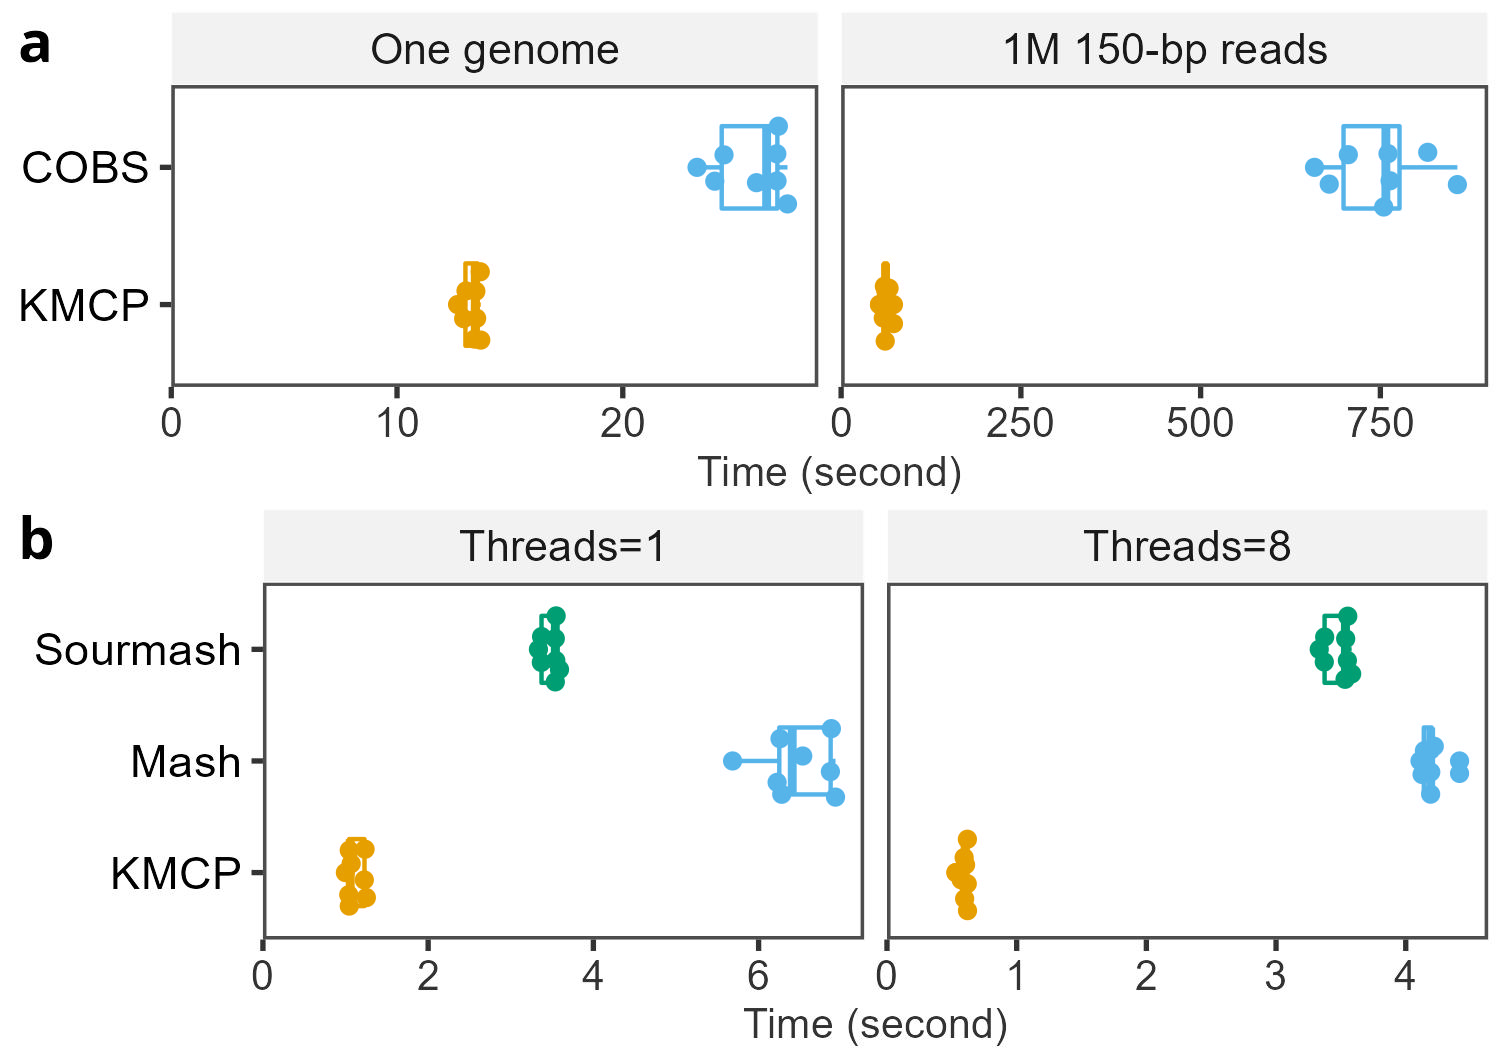 a
One genome
1M 150-bp reads
COBS
KMCP
0 10 20
0 250 500 750
Time (second)
b
Threads=1
Threads=8
Sourmash
Mash
KMCP
0 2 4 6
0 1 2 3 4
Time (second)